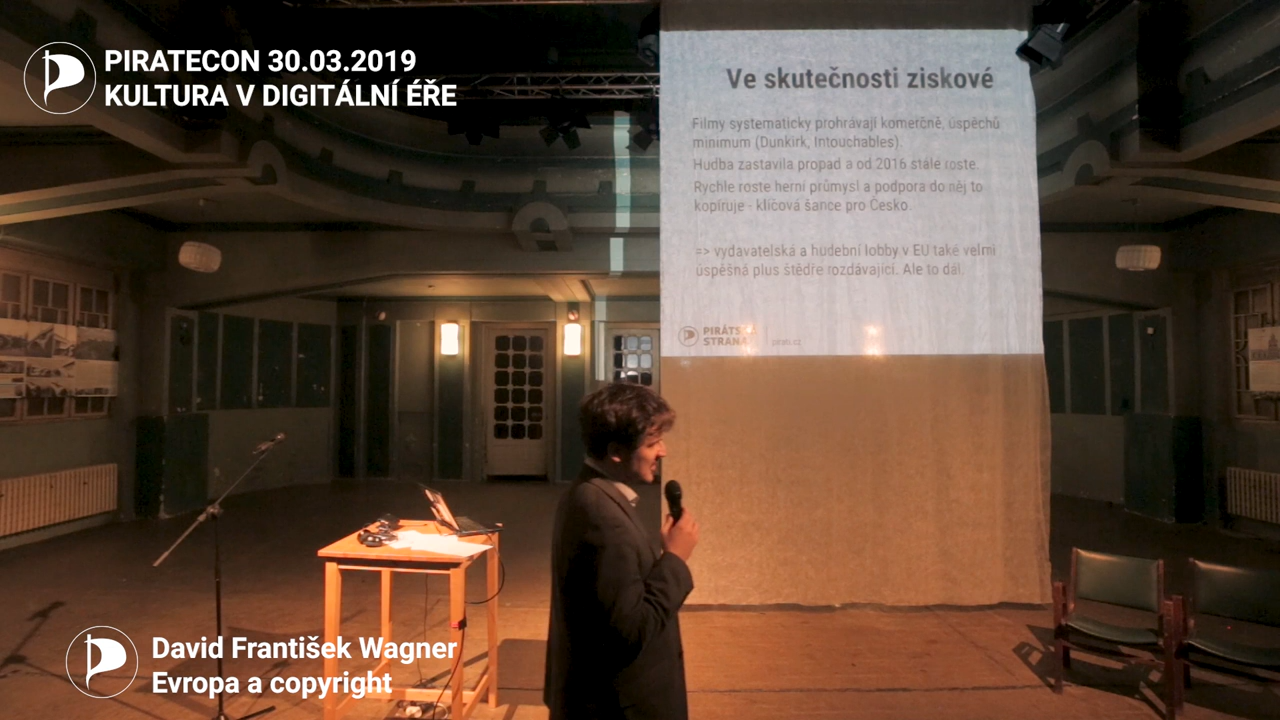 PIRATECON 30.03.2019
KULTURA V DIGITÁLNÍ ÉŘE
Ve skutečnosti ziskové
Filmy systematicky prohrávají komerčně, úspěchů
minimum (Dunkirk, Intouchables).
Hudba zastavila propad a od 2016 stále roste.
Rychle roste herní průmysl a podpora do něj to
kopíruje - klíčová šance pro Česko.
=> vydavatelská a hudební lobby v EU také velmi
úspěšná plus štědře rozdávající. Ale to dál.
PIRÁTSKÁ
STRANA
David František Wagner
Evropa a copyright